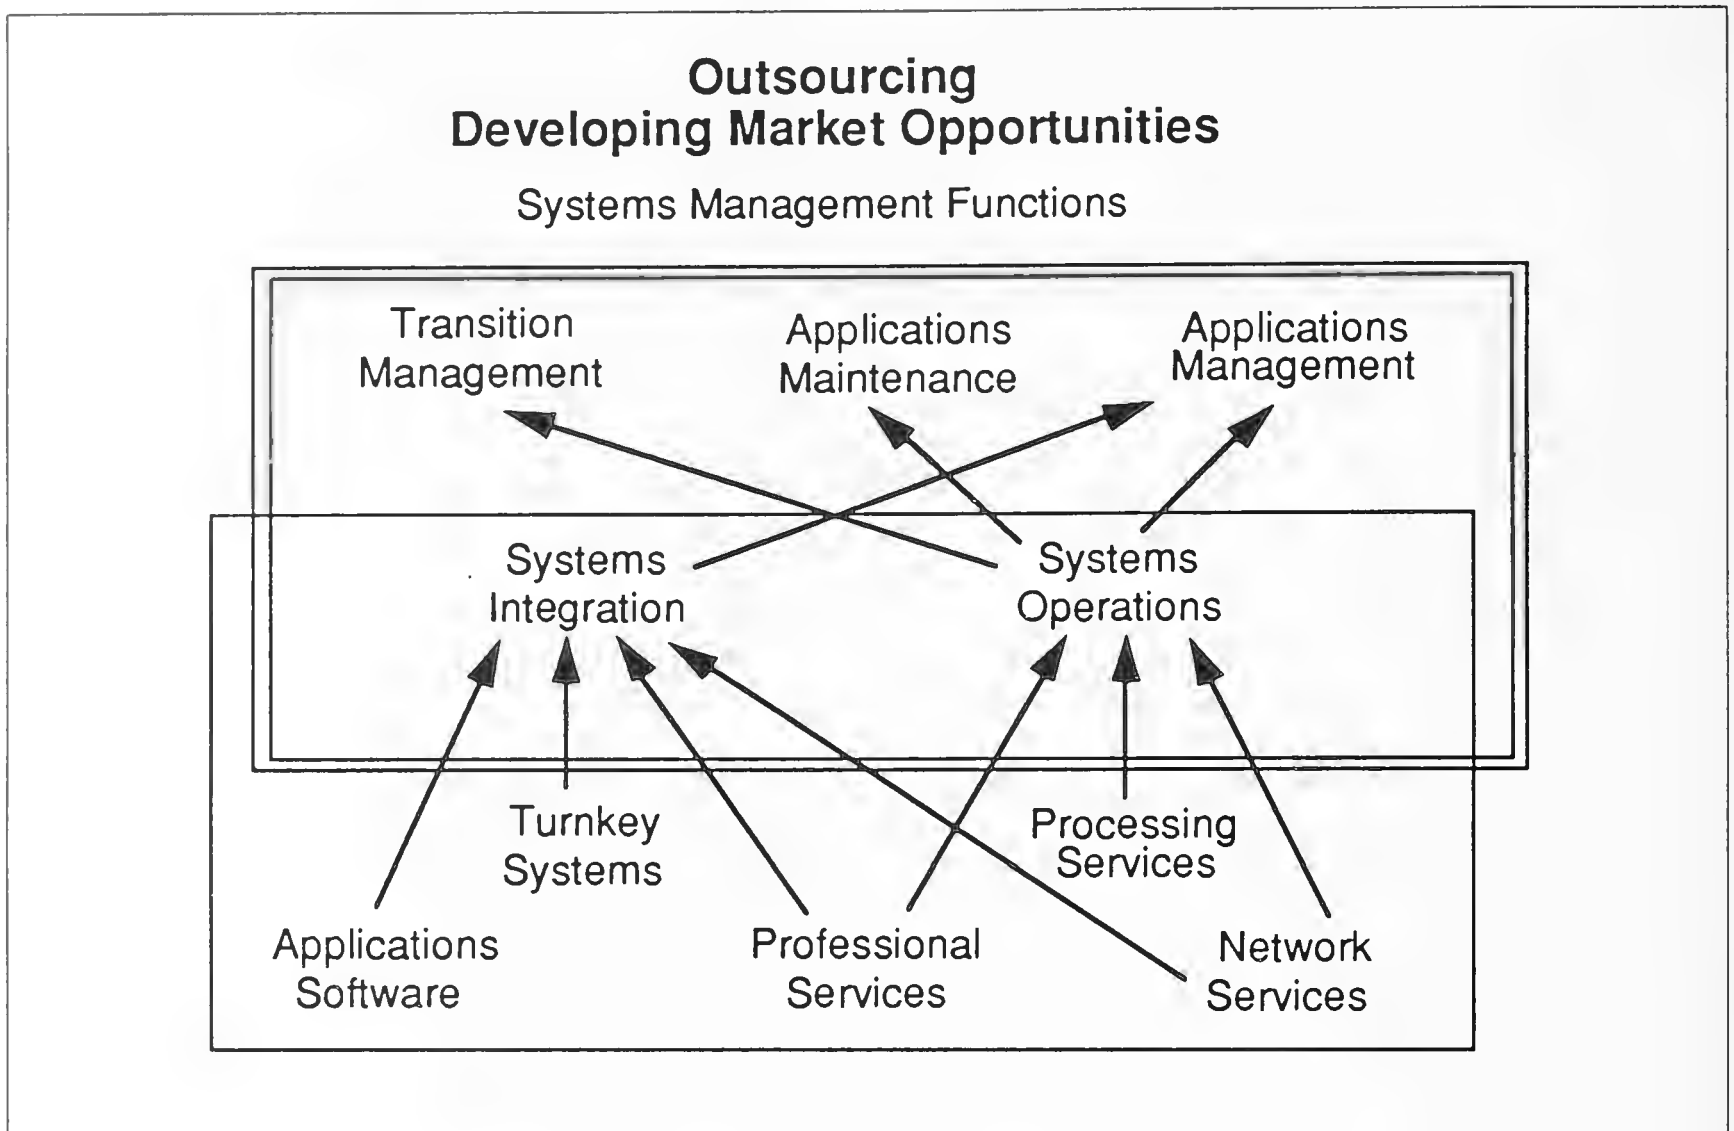 Outsourcing
Developing Market Opportunities
Systems Management Functions
Transition
Management
Applications
Maintenance
Applications
Management
Systems
Integration
Systems
Operations
Turnkey
Systems
Processing
Services
Applications
Software
Professional
Services
Network
Services